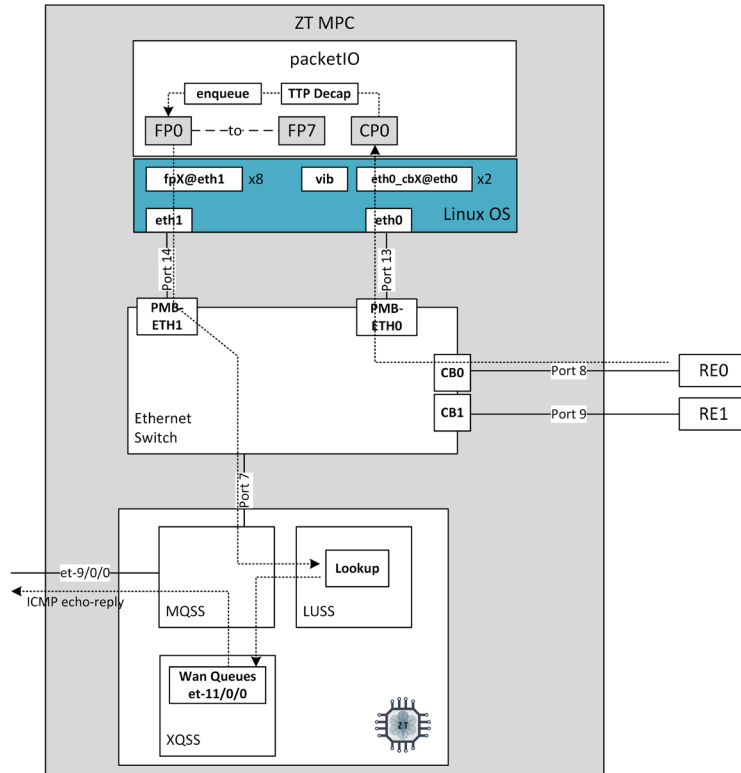 ZT MPC
packetIO
enqueue
TTP Decap
FP0
to
FP7
CP0
fpX@eth1
x8
vib
eth0_cbX@eth0
x2
Linux OS
eth1
eth0
Port 14
Port 13
PMB-
ETH1
PMB-
ETH0
CB0
Port 8
RE0
CB1
Port 9
RE1
Ethernet
Switch
Port 7
et-9/0/0
ICMP echo-reply
MQSS
Lookup
LUSS
Wan Queues
et-11/0/0
XQSS
ZT